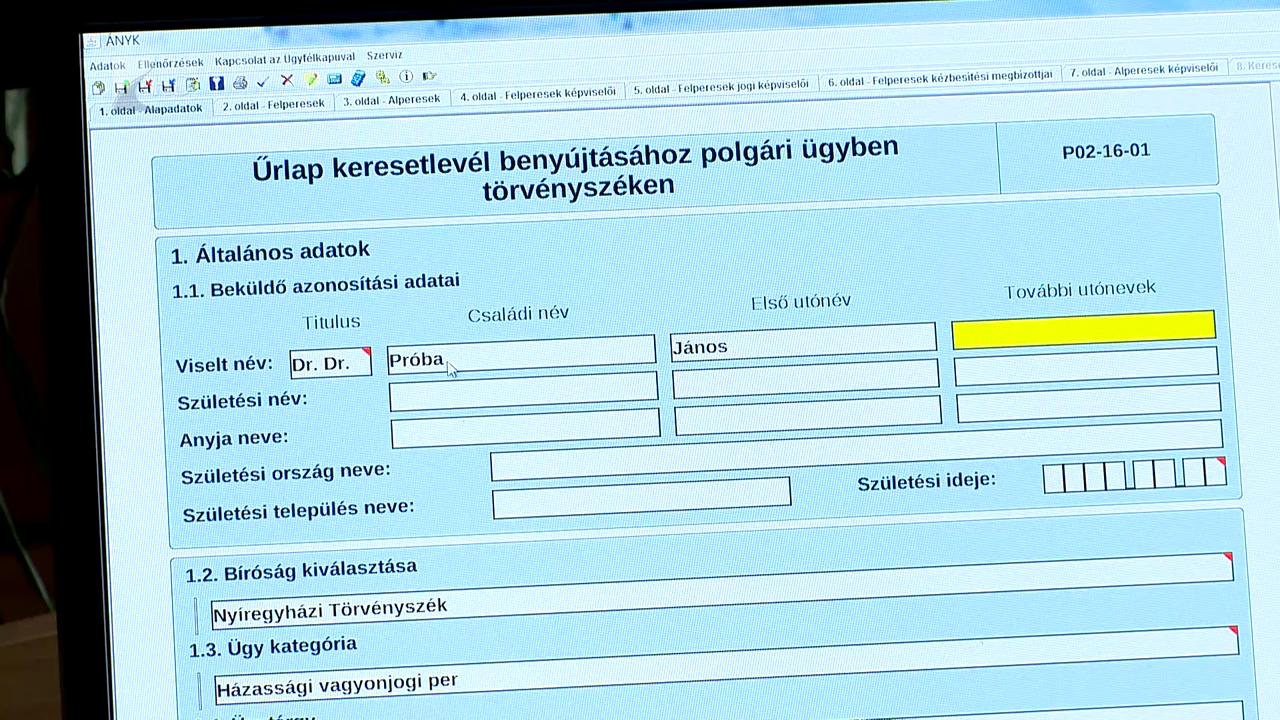 ÁNYK
Adatok Ellenőrzések Kapcsolat az Ügyfélkapuval Szerviz
1. oldal - Alapadatok 2. oldal - Felperesek 3. oldal - Alperesek 4. oldal - Felperesek képviselői 5. oldal - Felperesek jogi képviselői 6. oldal - Felperesek kézbesítési megbízottjai 7. oldal - Alperesek képviselői 8.
Űrlap keresetlevél benyújtásához polgári ügyben
törvényszéken
P02-16-01
1. Általános adatok
1.1. Beküldő azonosítási adatai
Titulus Családi név Első utónév További utónevek
Viselt név: Dr. Dr. Próba János
Születési név:
Anyja neve:
Születési ország neve:
Születési település neve: Születési ideje:
1.2. Bíróság kiválasztása
Nyíregyházi Törvényszék
1.3. Ügy kategória
Házassági vagyonjogi per